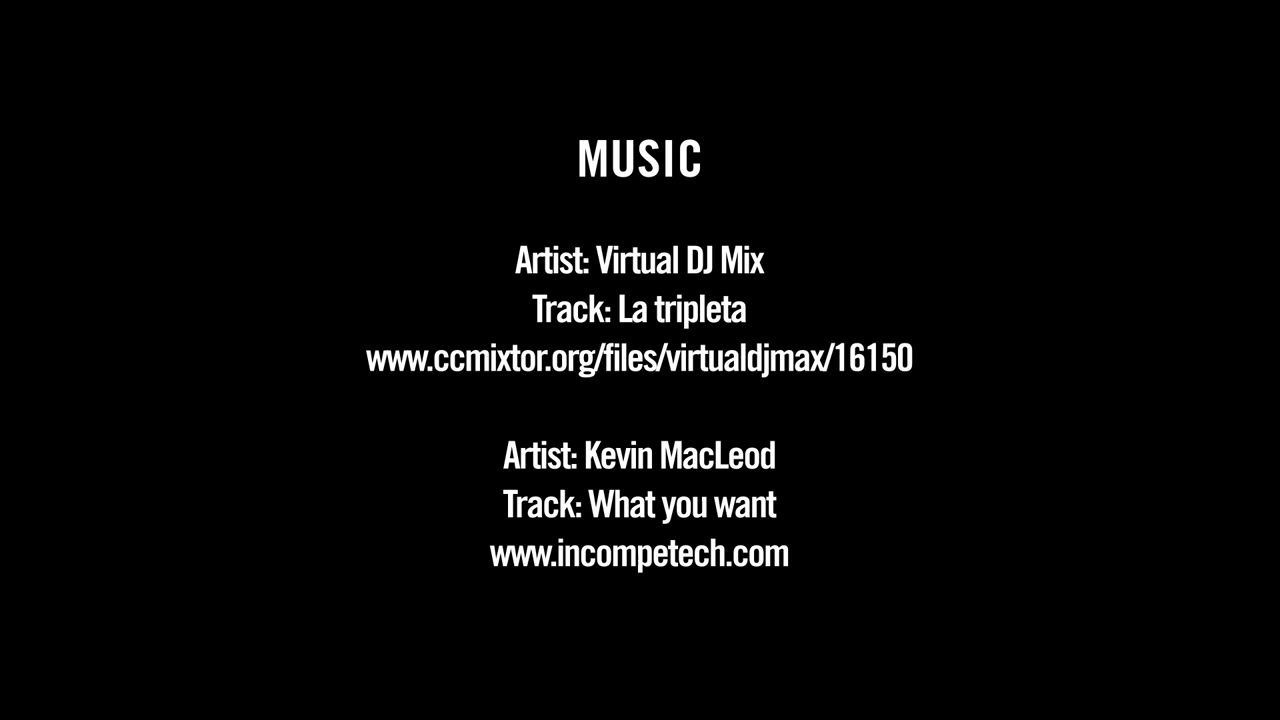 MUSIC
Artist: Virtual DJ Mix
Track: La tripleta
www.ccmixtor.org/files/virtualdjmax/16150
Artist: Kevin MacLeod
Track: What you want
www.incompetech.com